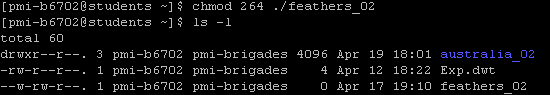 [pmi-b6702@students ~]$ chmod 264 ./feathers_02
[pmi-b6702@students ~]$ ls -l
total 60
drwxr--r--. 3 pmi-b6702 pmi-brigades 4096 Apr 19 18:01 australia_02
-rw-r--r--. 1 pmi-b6702 pmi-brigades    4 Apr 12 18:22 Exp.dwt
--w-rw-r--. 1 pmi-b6702 pmi-brigades    0 Apr 17 19:10 feathers_02